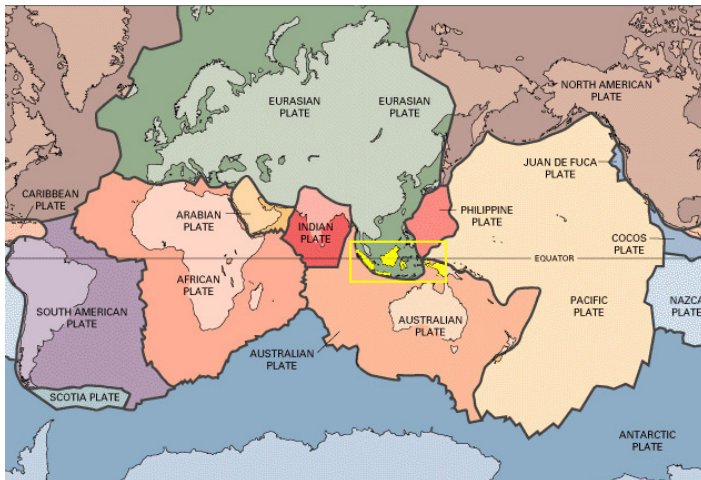 EURASIAN
PLATE
EURASIAN
PLATE
NORTH AMERICAN
PLATE
JUAN DE FUCA
PLATE
CARIBBEAN
PLATE
ARABIAN
PLATE
INDIAN
PLATE
PHILIPPINE
PLATE
COCOS
PLATE
EQUATOR
AFRICAN
PLATE
SOUTH AMERICAN
PLATE
PACIFIC
PLATE
NAZCA
PLATE
AUSTRALIAN
PLATE
AUSTRALIAN
PLATE
SCOTIA PLATE
ANTARCTIC
PLATE